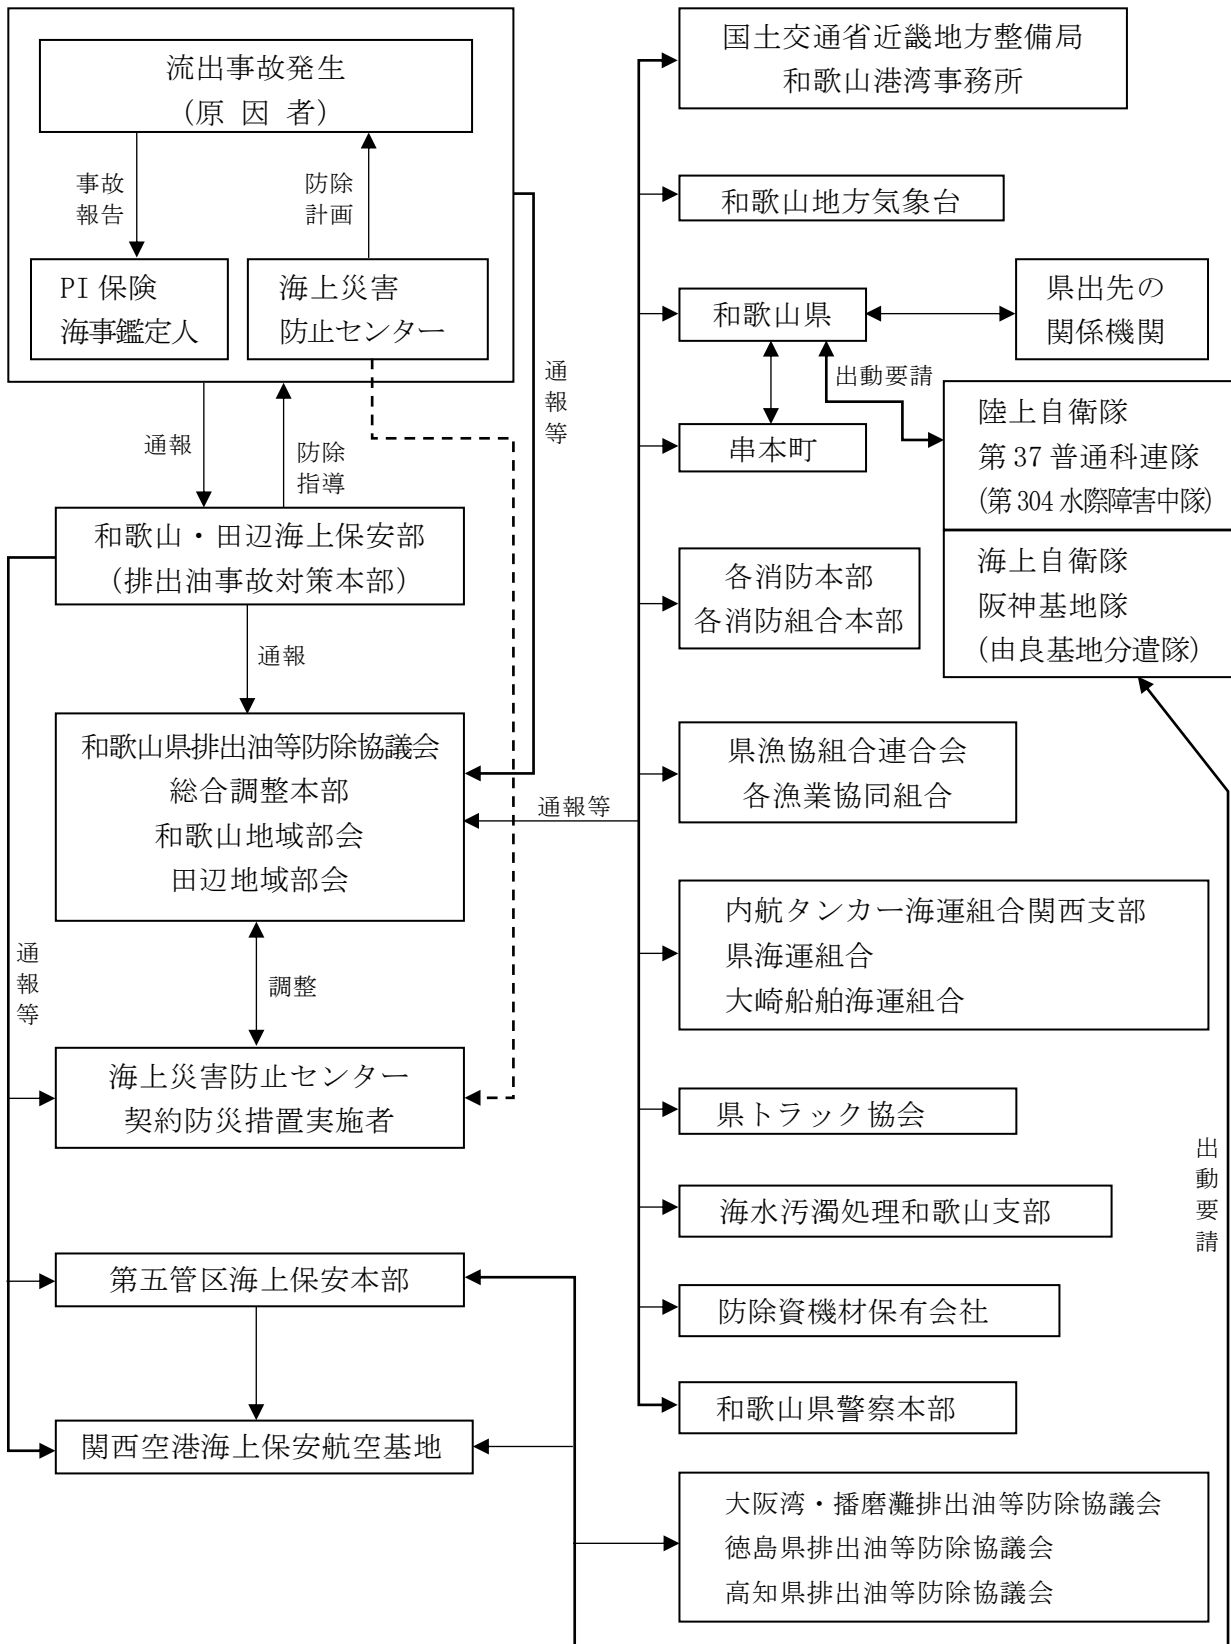 流出事故発生
(原 因 者)
事故
報告
防除
計画
PI 保険
海事鑑定人
海上災害
防止センター
通報
防除
指導
通報等
和歌山・田辺海上保安部
(排出油事故対策本部)
通報
和歌山県排出油等防除協議会
総合調整本部
和歌山地域部会
田辺地域部会
通報等
調整
海上災害防止センター
契約防災措置実施者
第五管区海上保安本部
関西空港海上保安航空基地
通報等
国土交通省近畿地方整備局
和歌山港湾事務所
和歌山地方気象台
和歌山県
県出先の
関係機関
出動要請
串本町
陸上自衛隊
第 37 普通科連隊
(第 304 水際障害中隊)
海上自衛隊
阪神基地隊
(由良基地分遣隊)
各消防本部
各消防組合本部
県漁協組合連合会
各漁業協同組合
内航タンカー海運組合関西支部
県海運組合
大崎船舶海運組合
県トラック協会
海水汚濁処理和歌山支部
出動要請
防除資機材保有会社
和歌山県警察本部
大阪湾・播磨灘排出油等防除協議会
徳島県排出油等防除協議会
高知県排出油等防除協議会